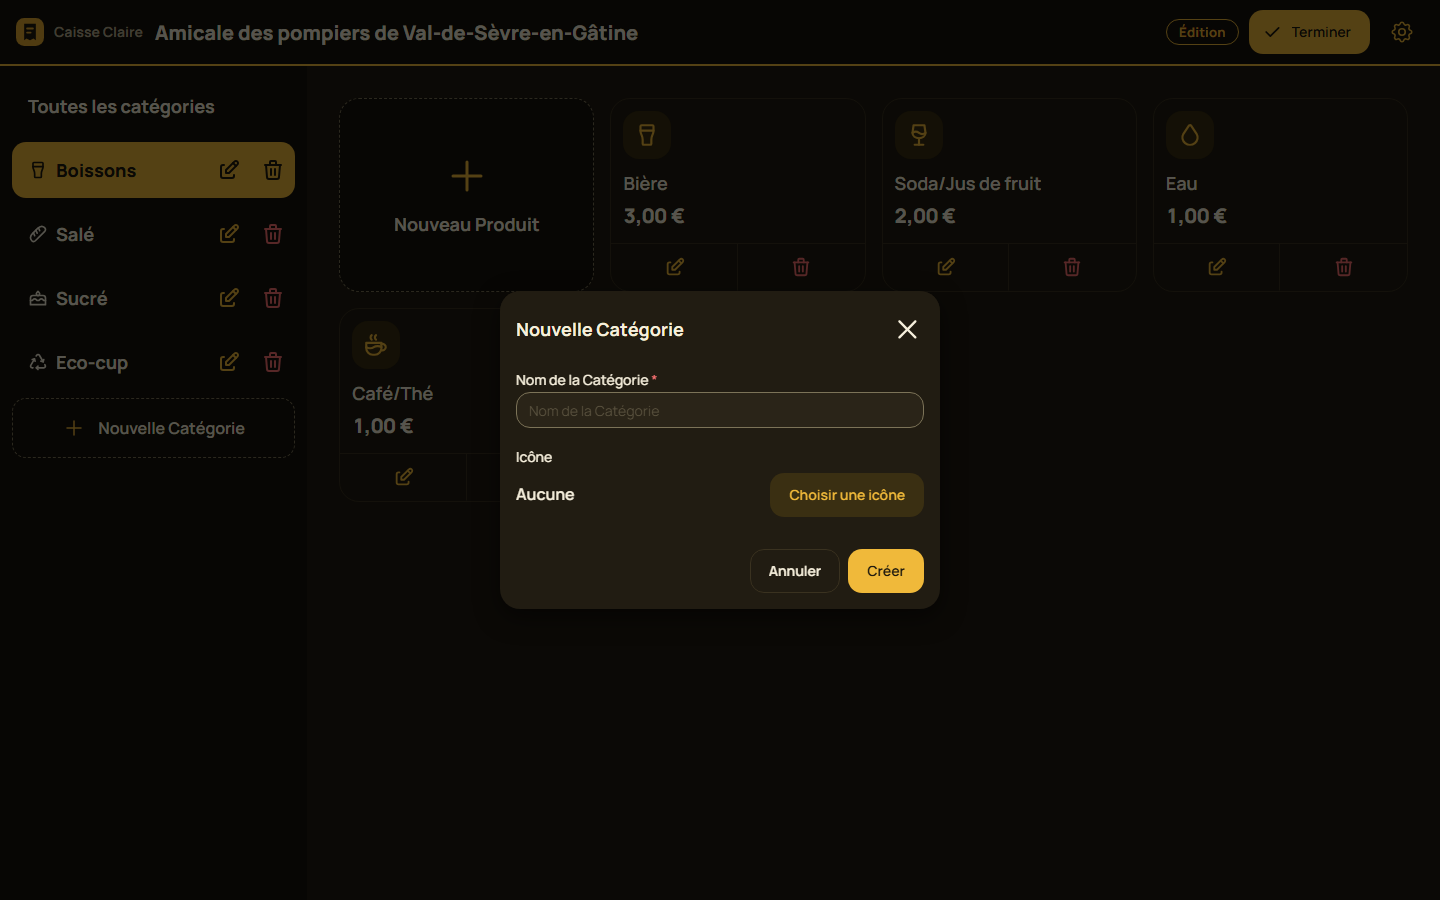 Caisse Claire
Amicale des pompiers de Val-de-Sèvre-en-Gâtine
Édition
Terminer
Toutes les catégories
Boissons
Salé
Sucré
Eco-cup
Nouvelle Catégorie
Nouveau Produit
Bière
3,00 €
Soda/Jus de fruit
2,00 €
Eau
1,00 €
Café/Thé
1,00 €
Nouvelle Catégorie
Nom de la Catégorie *
Nom de la Catégorie
Icône
Aucune
Choisir une icône
Annuler
Créer